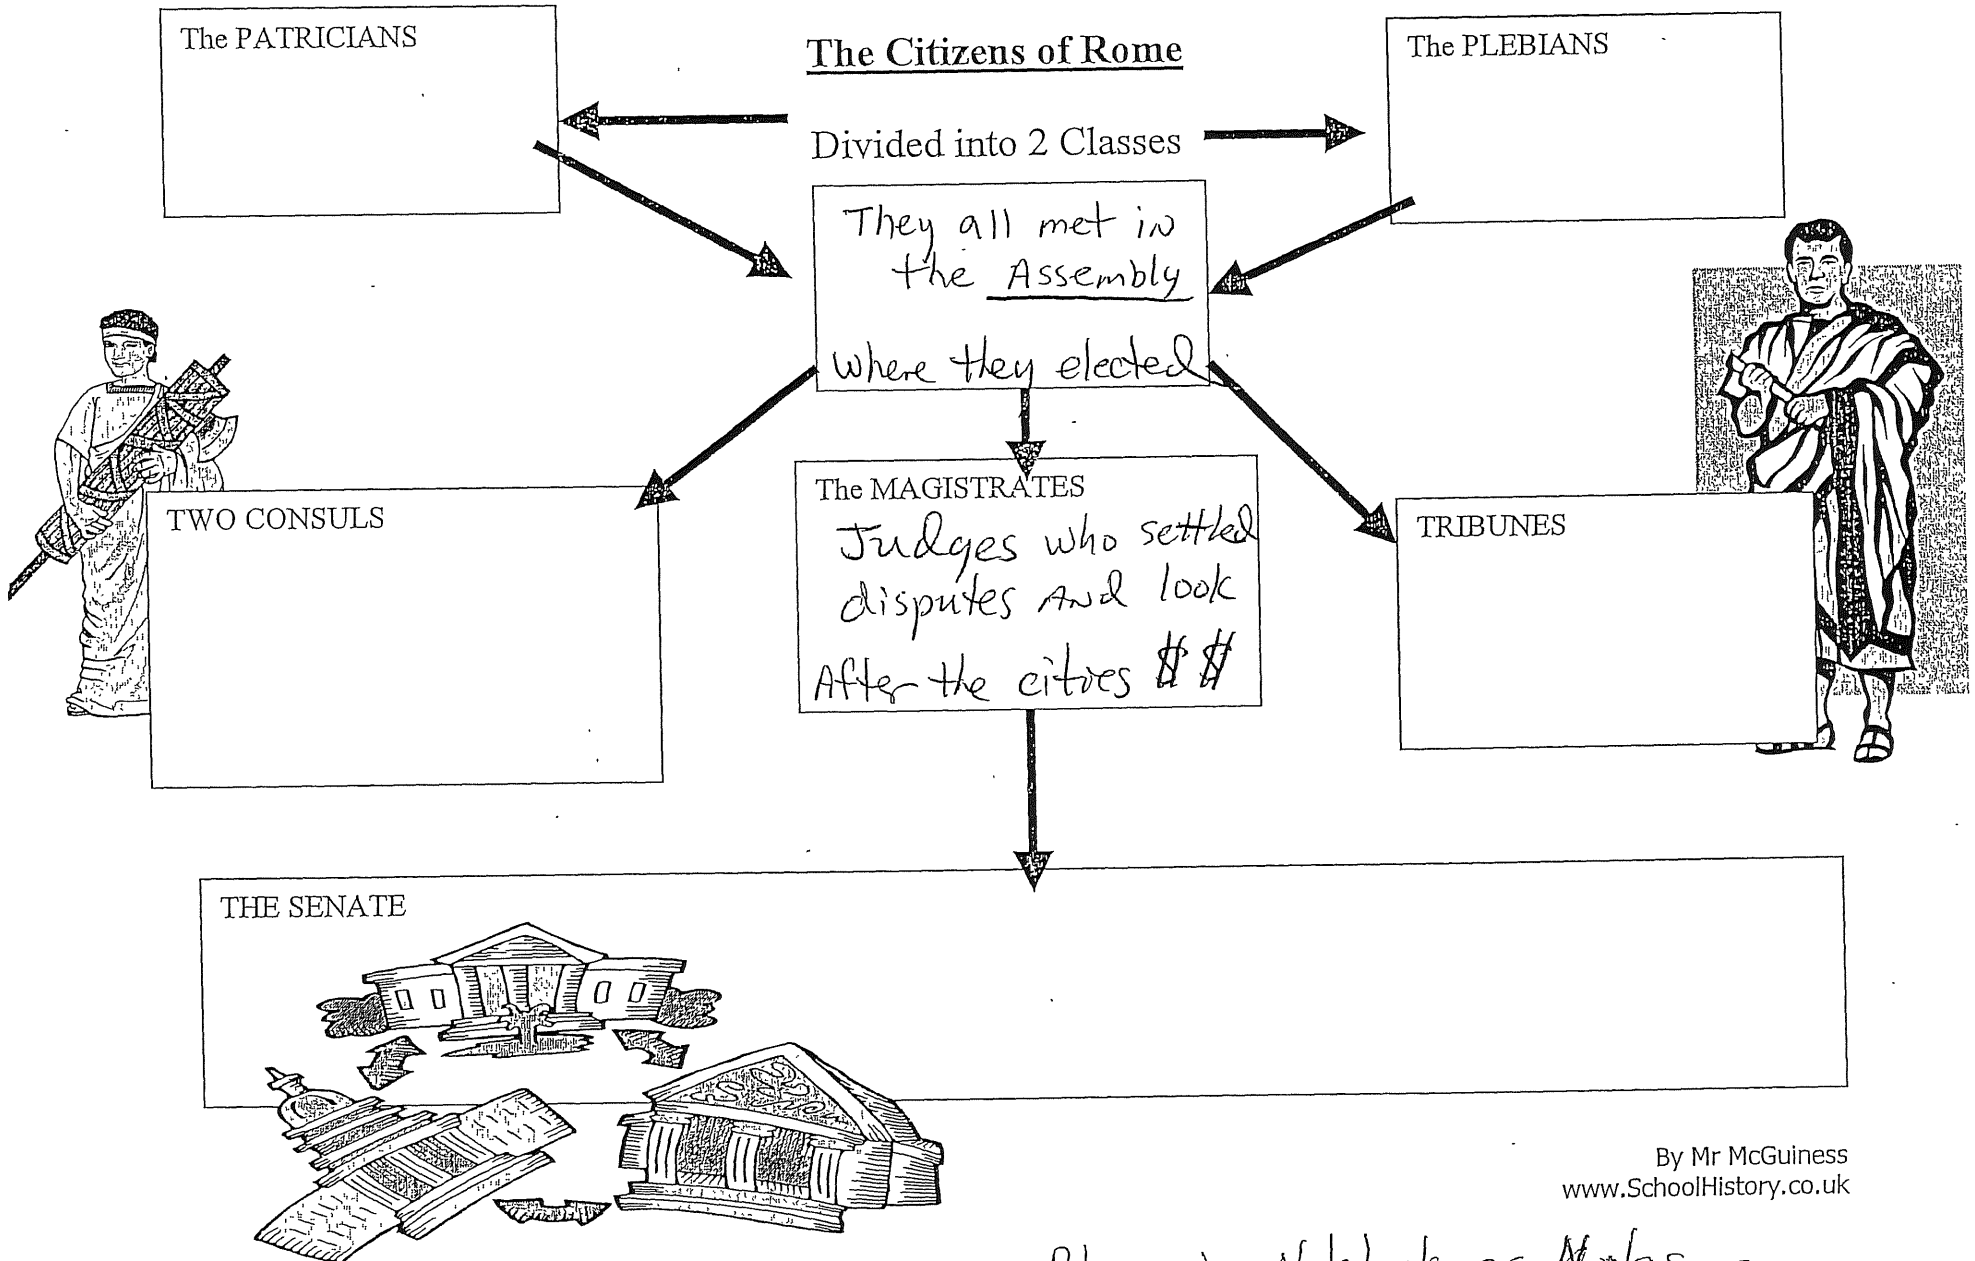 The PATRICIANS
The Citizens of Rome
The PLEBIANS
Divided into 2 Classes
They all met in
the Assembly
where they elected
TWO CONSULS
The MAGISTRATES
Judges who settled
disputes And look
After the cities $ $
TRIBUNES
THE SENATE
By Mr McGuiness
www.SchoolHistory.co.uk